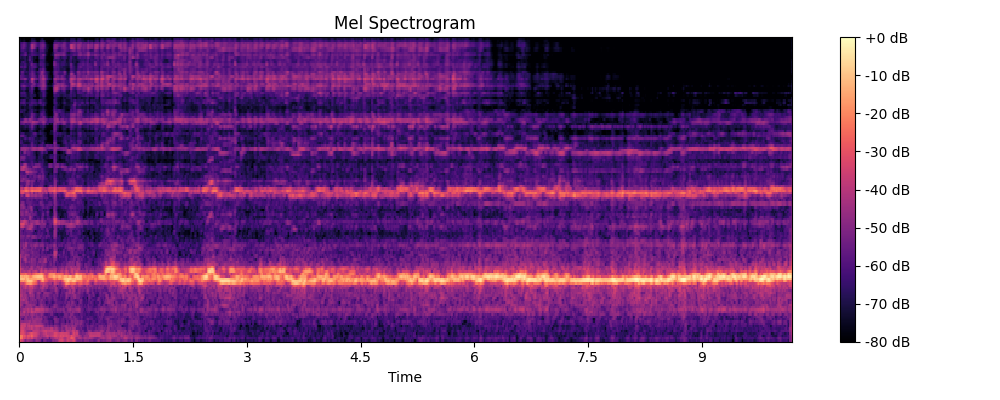 Mel Spectrogram
+0 dB
-10 dB
-20 dB
-30 dB
-40 dB
-50 dB
-60 dB
-70 dB
-80 dB
0 1.5 3 4.5 6 7.5 9
Time